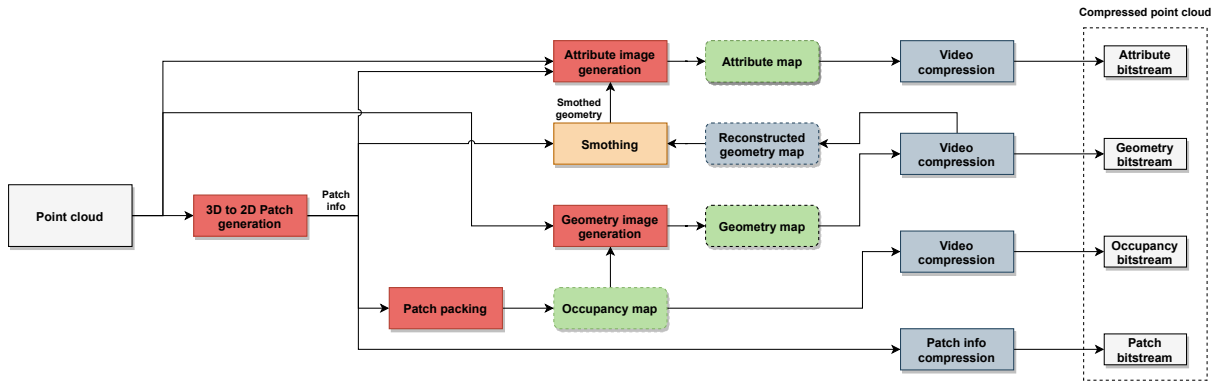 Compressed point cloud
Attribute image
generation
Attribute map
Video
compression
Attribute
bitstream
Smothed
geometry
Smothing
Reconstructed
geometry map
Video
compression
Geometry
bitstream
Point cloud
3D to 2D Patch
generation
Patch
info
Geometry image
generation
Geometry map
Video
compression
Occupancy
bitstream
Patch packing
Occupancy map
Patch info
compression
Patch
bitstream